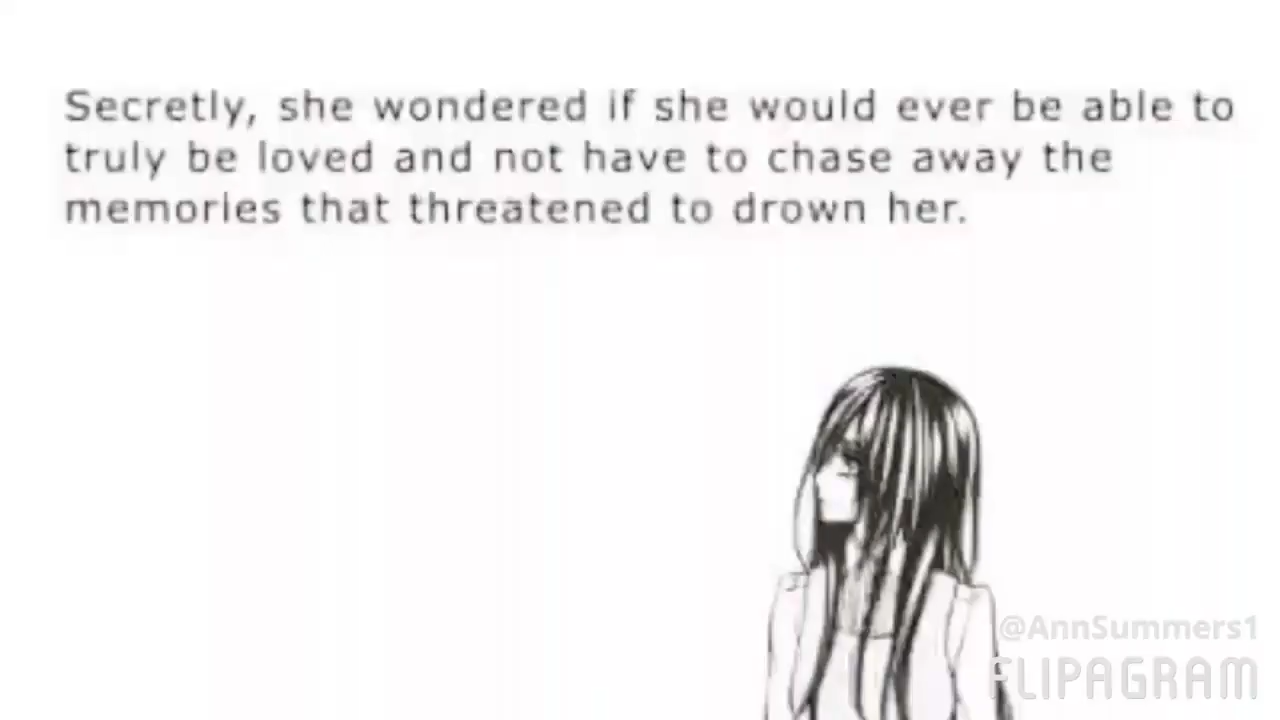 Secretly, she wondered if she would ever be able to
truly be loved and not have to chase away the
memories that threatened to drown her.
@AnnSummers1
FLIPAGRAM